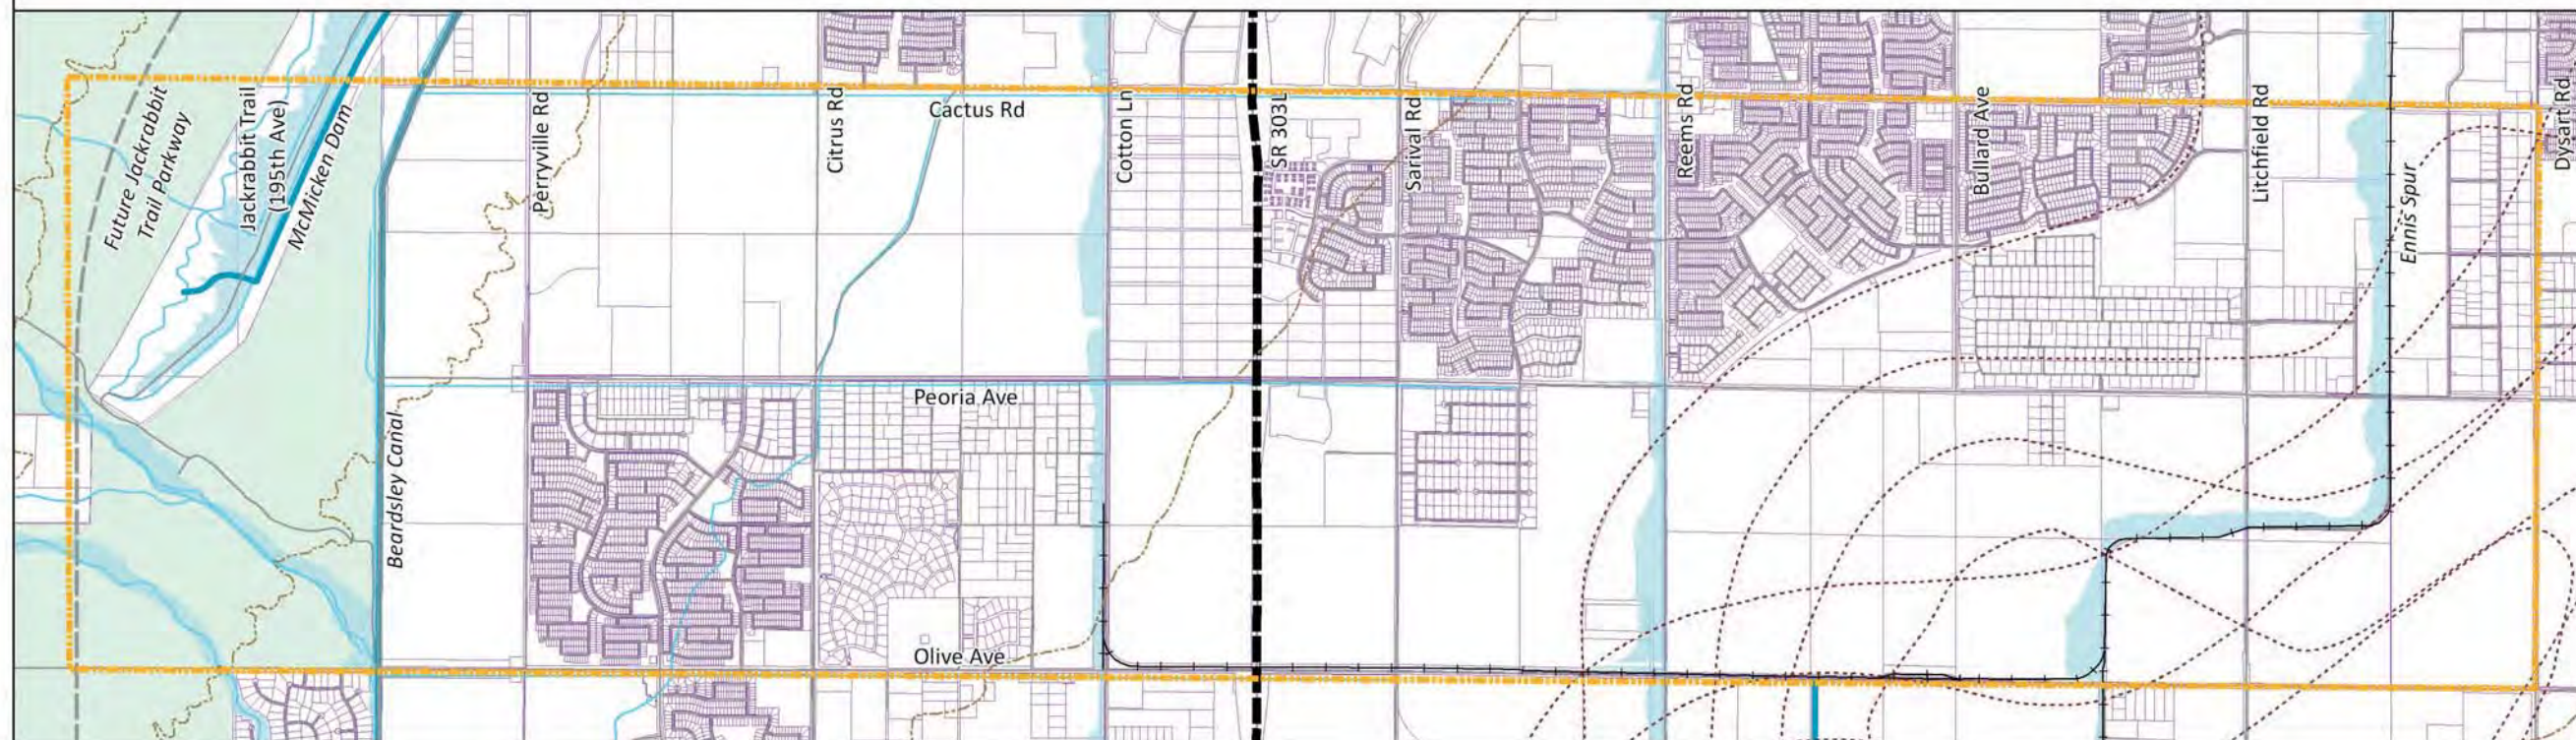 Future Jackrabbit
Trail Parkway
Jackrabbit Trail
(195th Ave)
McMicken Dam
Perryville Rd
Citrus Rd
Cactus Rd
Cotton Ln
SR 303L
Sarival Rd
Reems Rd
Bullard Ave
Litchfield Rd
Ennis Spur
Dysart Rd
Beardsley Canal
Peoria Ave
Olive Ave